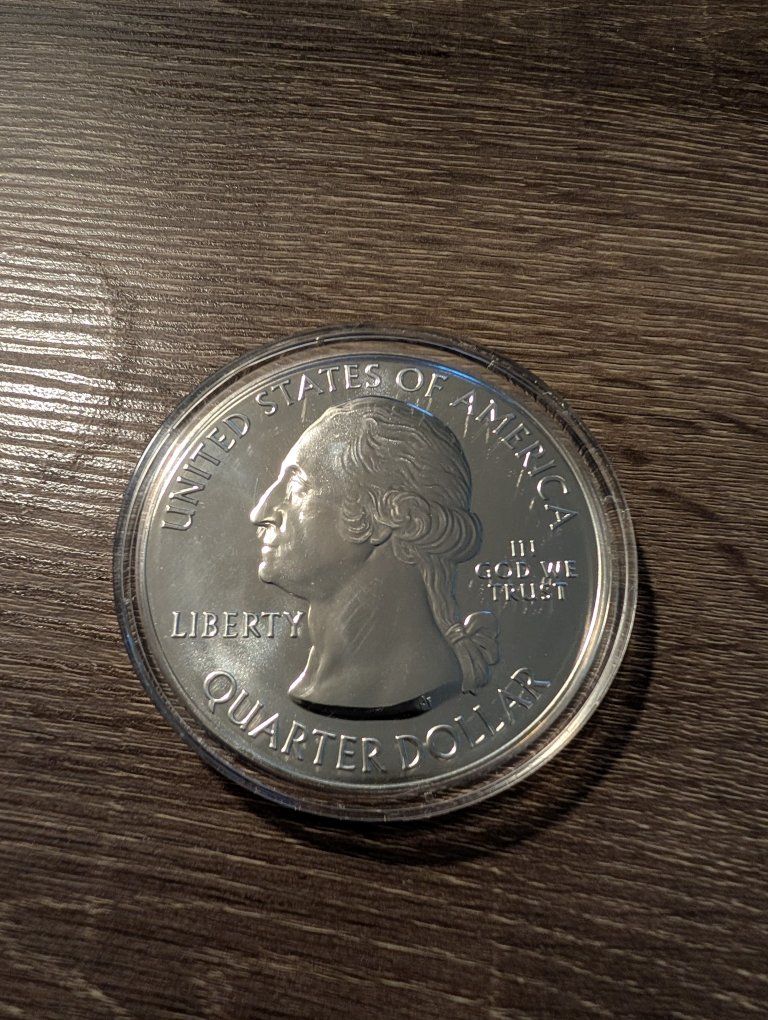 UNITED STATES OF AMERICA
LIBERTY
IN
GOD WE
TRUST
QUARTER DOLLAR